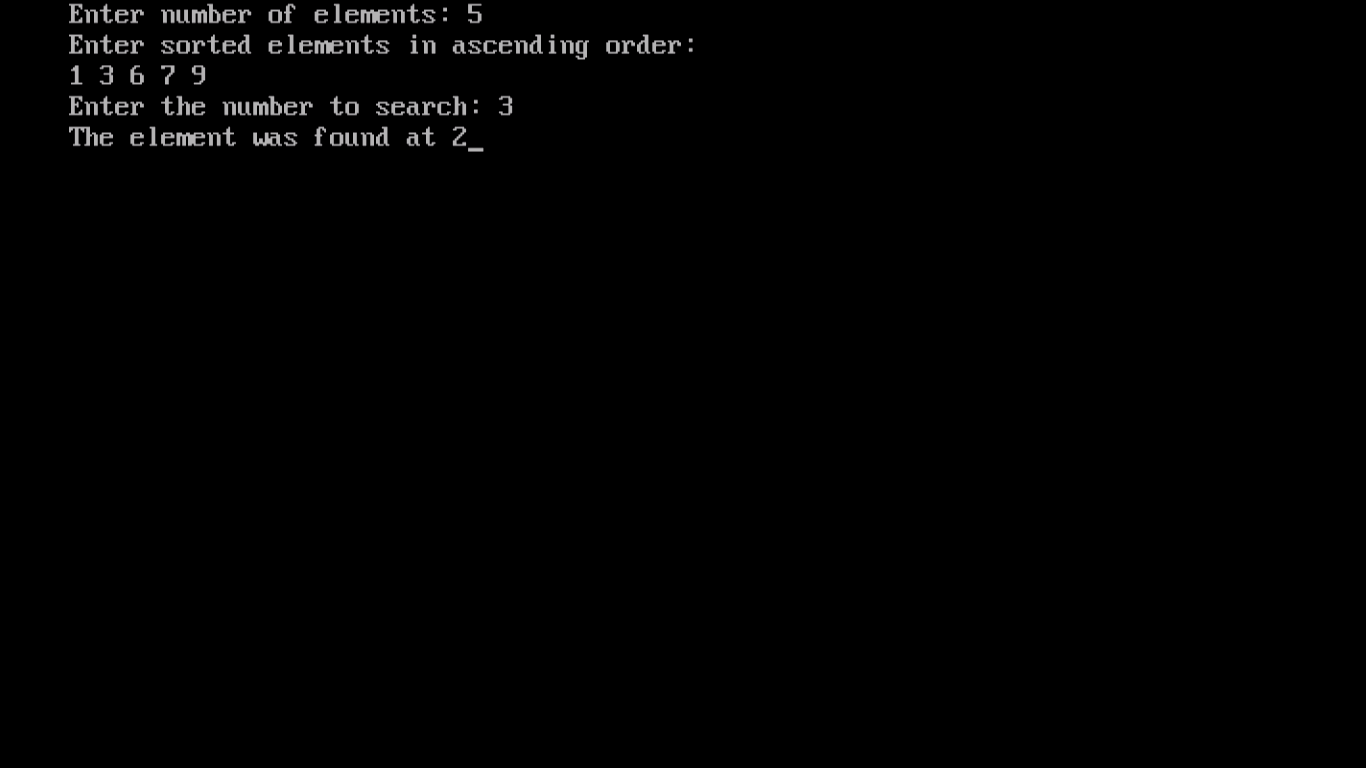 Enter number of elements: 5
Enter sorted elements in ascending order:
1 3 6 7 9
Enter the number to search: 3
The element was found at 2_